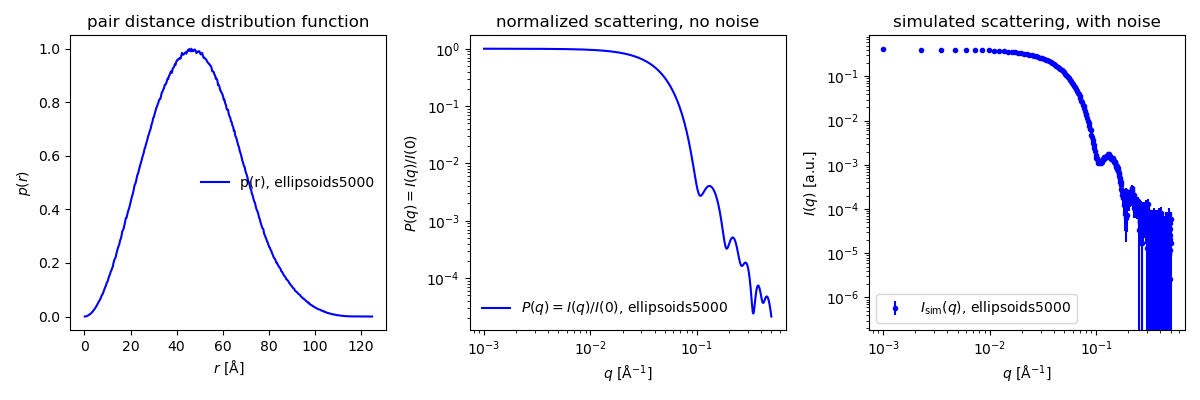 pair distance distribution function
p(r)
1.0
0.8
0.6
0.4
0.2
0.0
p(r), ellipsoids5000
0 20 40 60 80 100 120
r [Å]
normalized scattering, no noise
P(q) = I(q)/I(0)
10⁰
10⁻¹
10⁻²
10⁻³
10⁻⁴
P(q) = I(q)/I(0), ellipsoids5000
10⁻³ 10⁻² 10⁻¹
q [Å⁻¹]
simulated scattering, with noise
I(q) [a.u.]
10⁻¹
10⁻²
10⁻³
10⁻⁴
10⁻⁵
10⁻⁶
I_sim(q), ellipsoids5000
10⁻³ 10⁻² 10⁻¹
q [Å⁻¹]